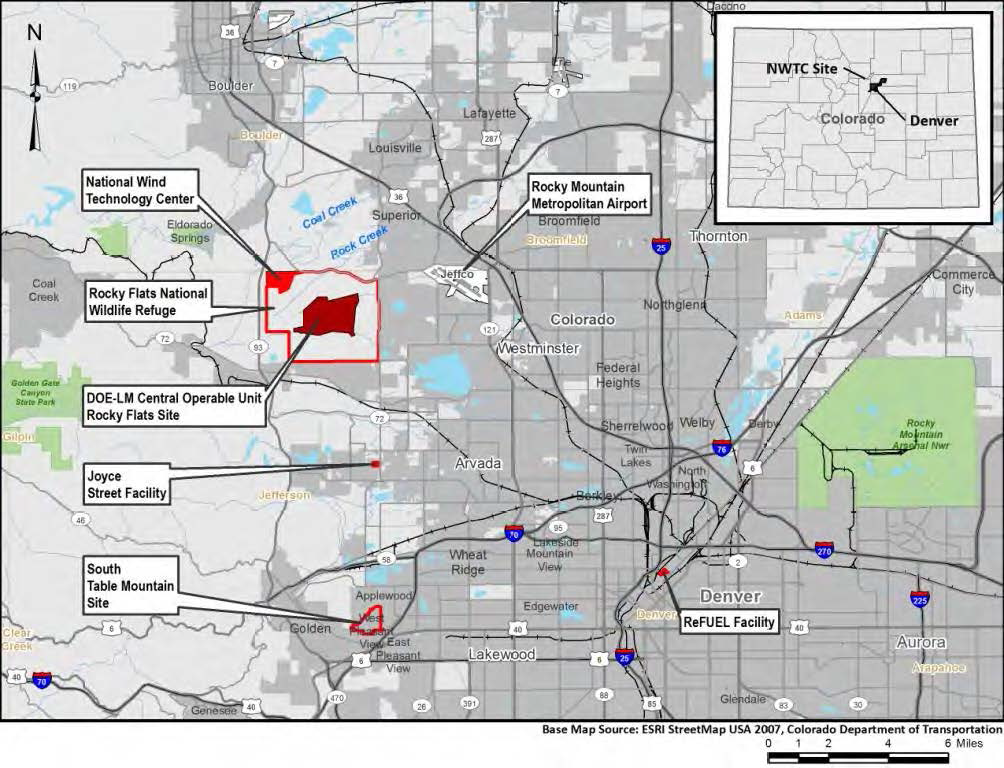 Dacono
N
36
7
Erie
119
Boulder
7
NWTC Site
Colorado
Denver
Lafayette
Boulder
287
Louisville
National Wind
Technology Center
36
Rocky Mountain
Metropolitan Airport
Coal Creek
Superior
Eldorado
Springs
Rock Creek
Broomfield
Broomfield
25
Thornton
Jeffco
Coal
Creek
Commerce
City
Rocky Flats National
Wildlife Refuge
Northglenn
Adams
Colorado
121
72
93
Westminster
Federal
Heights
Golden Gate
Canyon
State Park
DOE-LM Central Operable Unit
Rocky Flats Site
72
Sherrelwood
Welby
Derby
Rocky
Mountain
Arsenal Nwr
Gilpin
Twin
Lakes
76
Arvada
6
North
Washington
Joyce
Street Facility
Jefferson
Berkley
287
46
70
95
Lakeside
Mountain
View
270
58
Wheat
Ridge
2
South
Table Mountain
Site
Applewood
Denver
225
Edgewater
Denver
ReFUEL Facility
West
Pleasant
View
Golden
40
40
Clear
Creek
6
East
Pleasant
View
Lakewood
Aurora
6
6
25
Arapahoe
40
70
470
88
Glendale
Genesee
40
26
391
85
83
30
Base Map Source: ESRI StreetMap USA 2007, Colorado Department of Transportation
0 1 2 4 6 Miles